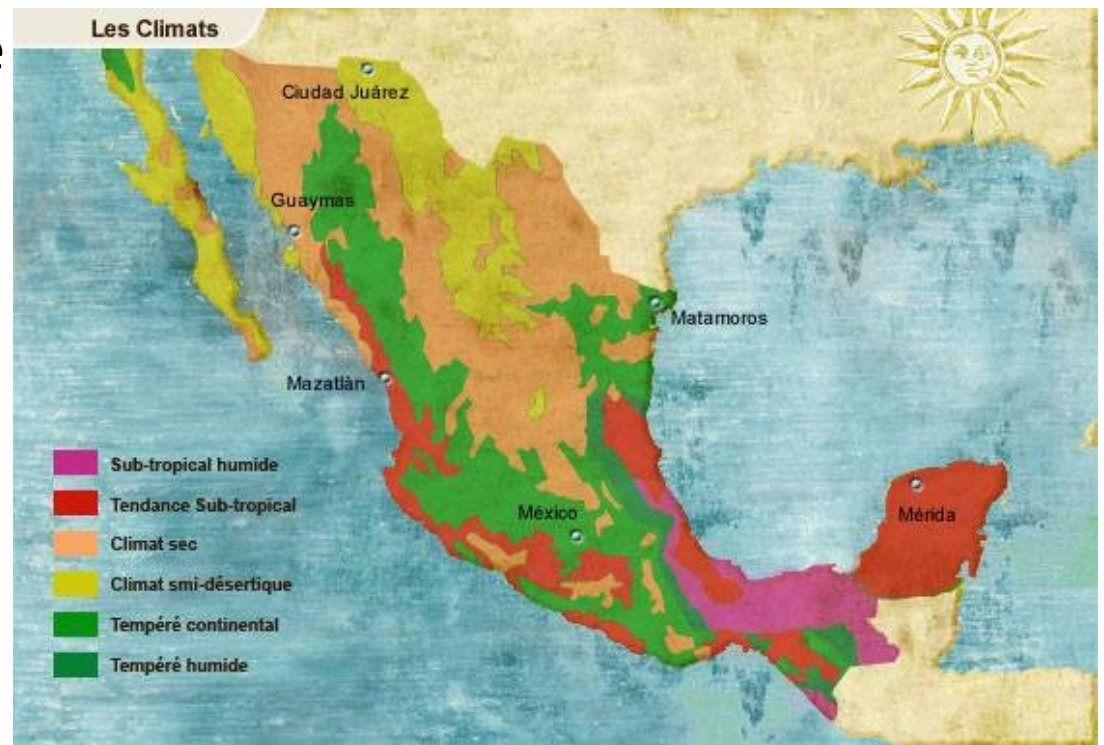 Les Climats
Ciudad Juárez
Guaymas
Matamoros
Mazatlàn
Sub-tropical humide
Tendance Sub-tropical
Climat sec
Climat smi-désertique
Tempéré continental
Tempéré humide
México
Mérida